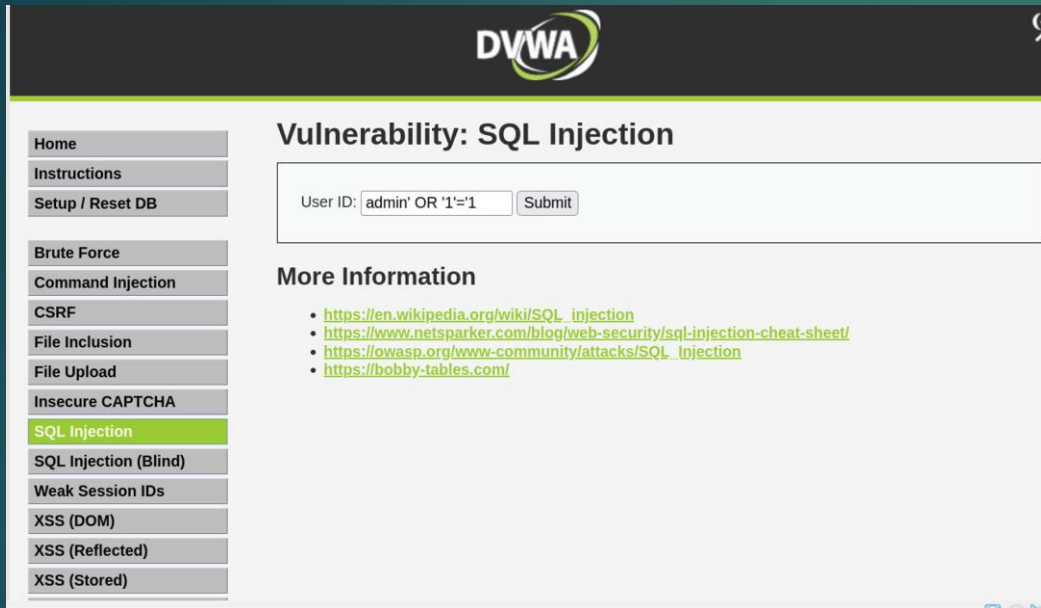 DVWA
Home
Instructions
Setup / Reset DB
Brute Force
Command Injection
CSRF
File Inclusion
File Upload
Insecure CAPTCHA
SQL Injection
SQL Injection (Blind)
Weak Session IDs
XSS (DOM)
XSS (Reflected)
XSS (Stored)
Vulnerability: SQL Injection
User ID: admin' OR '1'='1 Submit
More Information
• https://en.wikipedia.org/wiki/SQL_injection
• https://www.netsparker.com/blog/web-security/sql-injection-cheat-sheet/
• https://owasp.org/www-community/attacks/SQL_Injection
• https://bobby-tables.com/